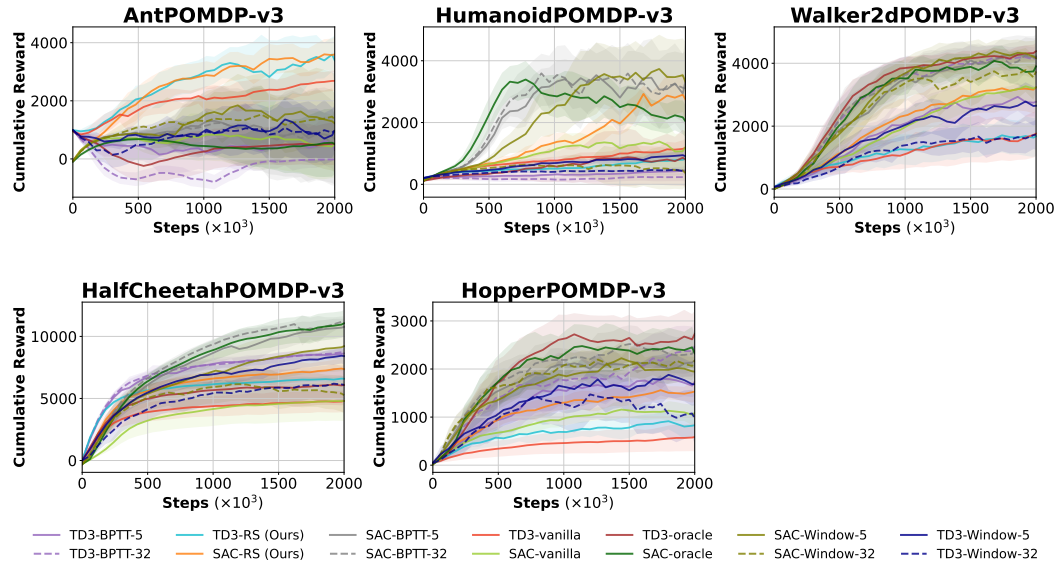 AntPOMDP-v3
HumanoidPOMDP-v3
Walker2dPOMDP-v3
Cumulative Reward
4000
2000
0
0 500 1000 1500 2000
Steps (×10³)
Cumulative Reward
4000
2000
0
0 500 1000 1500 2000
Steps (×10³)
Cumulative Reward
4000
2000
0
0 500 1000 1500 2000
Steps (×10³)
HalfCheetahPOMDP-v3
HopperPOMDP-v3
Cumulative Reward
10000
5000
0
0 500 1000 1500 2000
Steps (×10³)
Cumulative Reward
3000
2000
1000
0
0 500 1000 1500 2000
Steps (×10³)
TD3-BPTT-5 TD3-RS (Ours) SAC-BPTT-5 TD3-vanilla TD3-oracle SAC-Window-5 TD3-Window-5
TD3-BPTT-32 SAC-RS (Ours) SAC-BPTT-32 SAC-vanilla SAC-oracle SAC-Window-32 TD3-Window-32